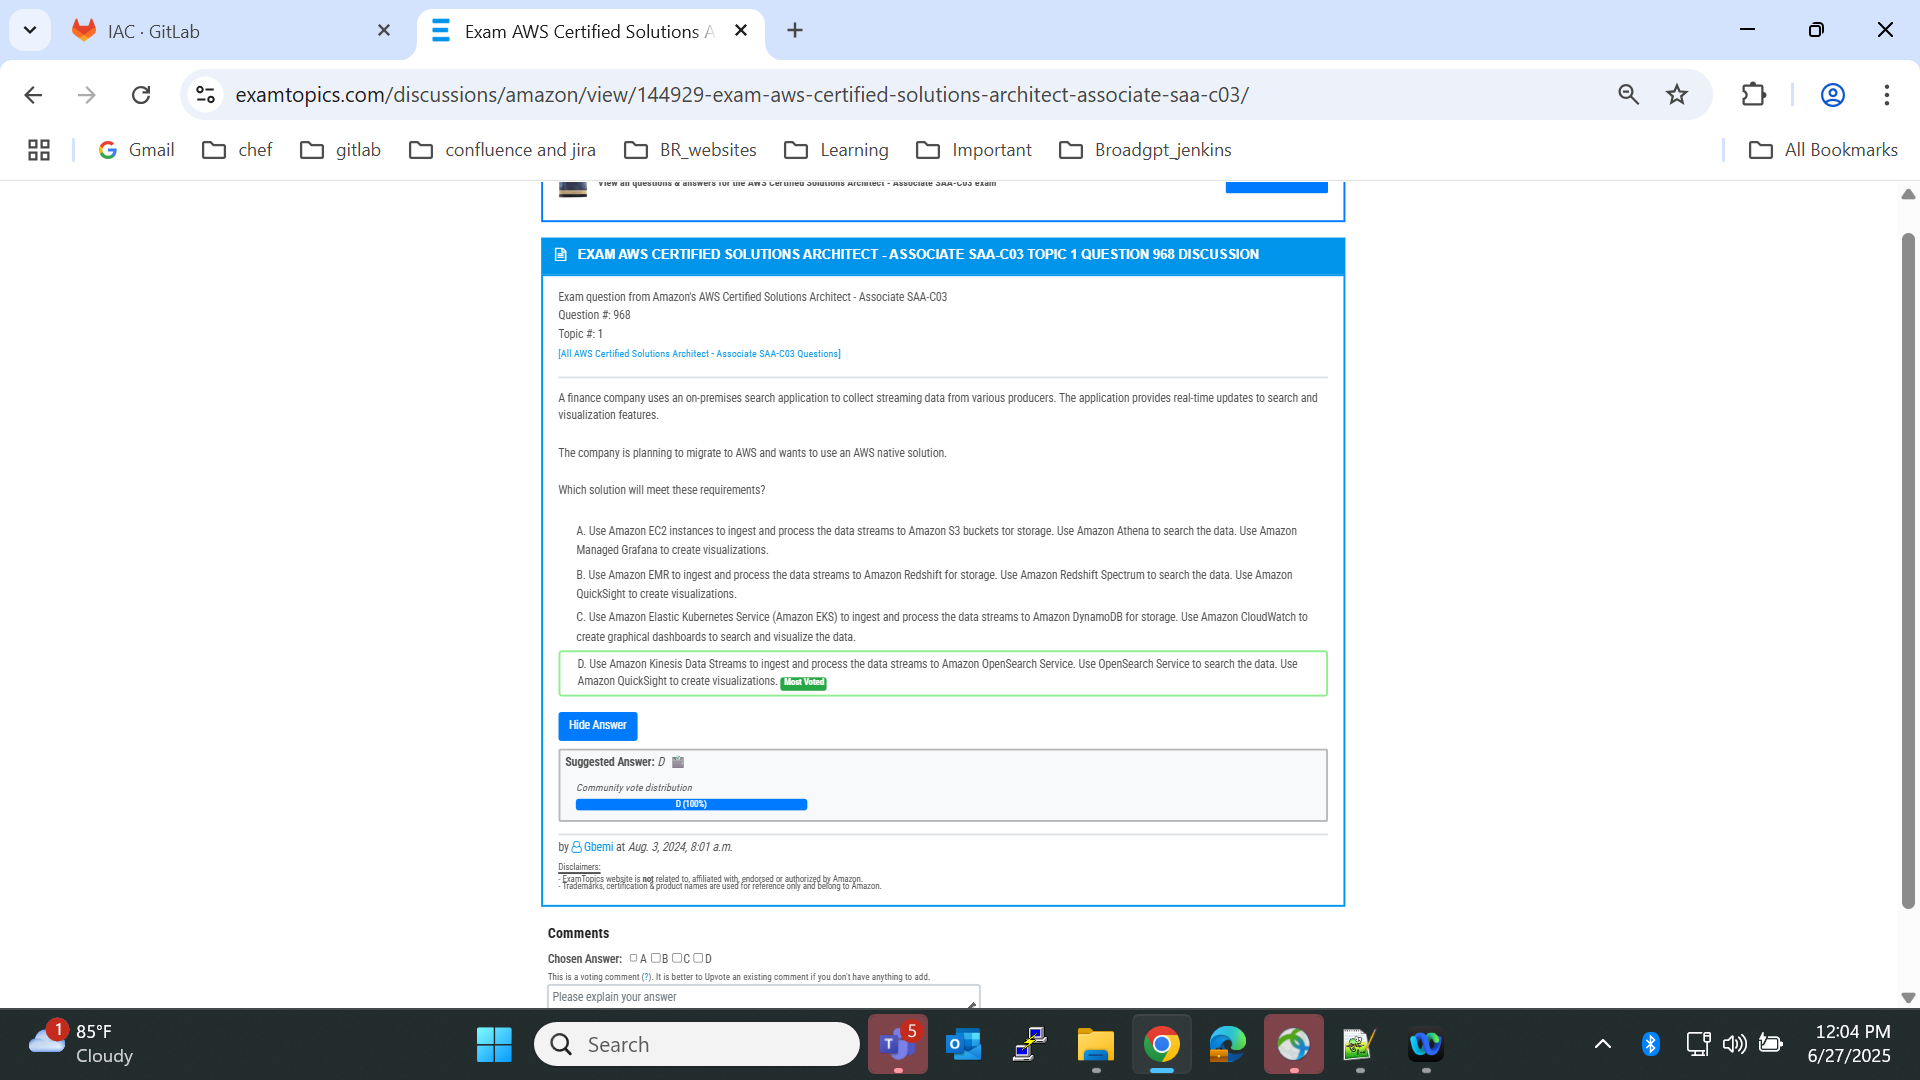 IAC · GitLab
Exam AWS Certified Solutions A
examtopics.com/discussions/amazon/view/144929-exam-aws-certified-solutions-architect-associate-saa-c03/
Gmail
chef
gitlab
confluence and jira
BR_websites
Learning
Important
Broadgpt_jenkins
All Bookmarks
View all questions & answers for the AWS Certified Solutions Architect - Associate SAA-C03 exam
EXAM AWS CERTIFIED SOLUTIONS ARCHITECT - ASSOCIATE SAA-C03 TOPIC 1 QUESTION 968 DISCUSSION
Exam question from Amazon's AWS Certified Solutions Architect - Associate SAA-C03
Question #: 968
Topic #: 1
[All AWS Certified Solutions Architect - Associate SAA-C03 Questions]
A finance company uses an on-premises search application to collect streaming data from various producers. The application provides real-time updates to search and
visualization features.
The company is planning to migrate to AWS and wants to use an AWS native solution.
Which solution will meet these requirements?
A. Use Amazon EC2 instances to ingest and process the data streams to Amazon S3 buckets tor storage. Use Amazon Athena to search the data. Use Amazon
Managed Grafana to create visualizations.
B. Use Amazon EMR to ingest and process the data streams to Amazon Redshift for storage. Use Amazon Redshift Spectrum to search the data. Use Amazon
QuickSight to create visualizations.
C. Use Amazon Elastic Kubernetes Service (Amazon EKS) to ingest and process the data streams to Amazon DynamoDB for storage. Use Amazon CloudWatch to
create graphical dashboards to search and visualize the data.
D. Use Amazon Kinesis Data Streams to ingest and process the data streams to Amazon OpenSearch Service. Use OpenSearch Service to search the data. Use
Amazon QuickSight to create visualizations. Most Voted
Hide Answer
Suggested Answer: D
Community vote distribution
D (100%)
by Gbemi at Aug. 3, 2024, 8:01 a.m.
Disclaimers:
- ExamTopics website is not related to, affiliated with, endorsed or authorized by Amazon.
- Trademarks, certification & product names are used for reference only and belong to Amazon.
Comments
Chosen Answer: A B C D
This is a voting comment (?). It is better to Upvote an existing comment if you don't have anything to add.
Please explain your answer
1
85°F
Cloudy
Search
5
12:04 PM
6/27/2025